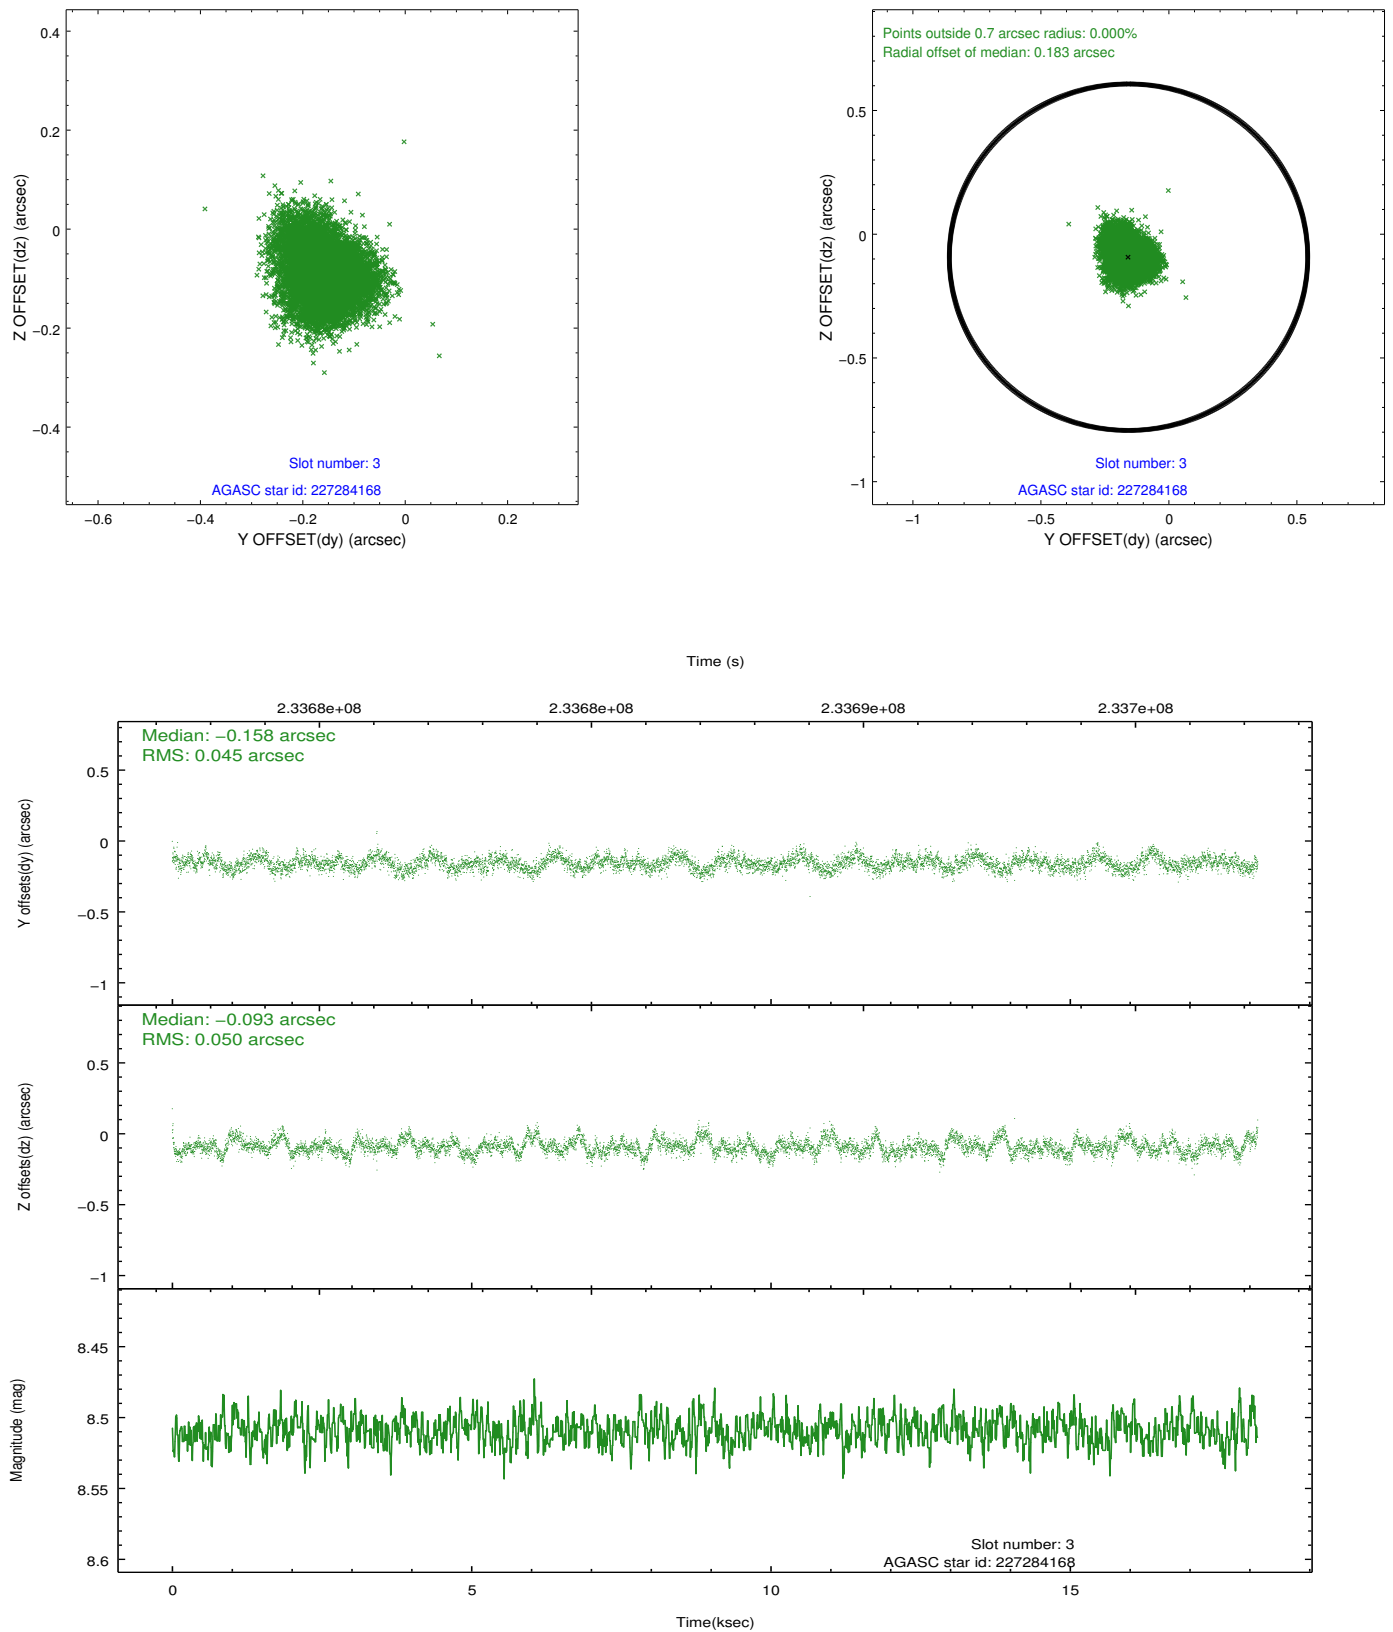 0.4
0.2
0
−0.2
−0.4
Z OFFSET(dz) (arcsec)
Slot number: 3
AGASC star id: 227284168
−0.6 −0.4 −0.2 0 0.2
Y OFFSET(dy) (arcsec)
Points outside 0.7 arcsec radius: 0.000%
Radial offset of median: 0.183 arcsec
0.5
0
−0.5
−1
Z OFFSET(dz) (arcsec)
Slot number: 3
AGASC star id: 227284168
−1 −0.5 0 0.5
Y OFFSET(dy) (arcsec)
Time (s)
2.3368e+08 2.3368e+08 2.3369e+08 2.337e+08
Median: −0.158 arcsec
RMS: 0.045 arcsec
0.5
0
−0.5
−1
Y offsets(dy) (arcsec)
Median: −0.093 arcsec
RMS: 0.050 arcsec
0.5
0
−0.5
−1
Z offsets(dz) (arcsec)
8.45
8.5
8.55
8.6
Magnitude (mag)
Slot number: 3
AGASC star id: 227284168
0 5 10 15
Time(ksec)